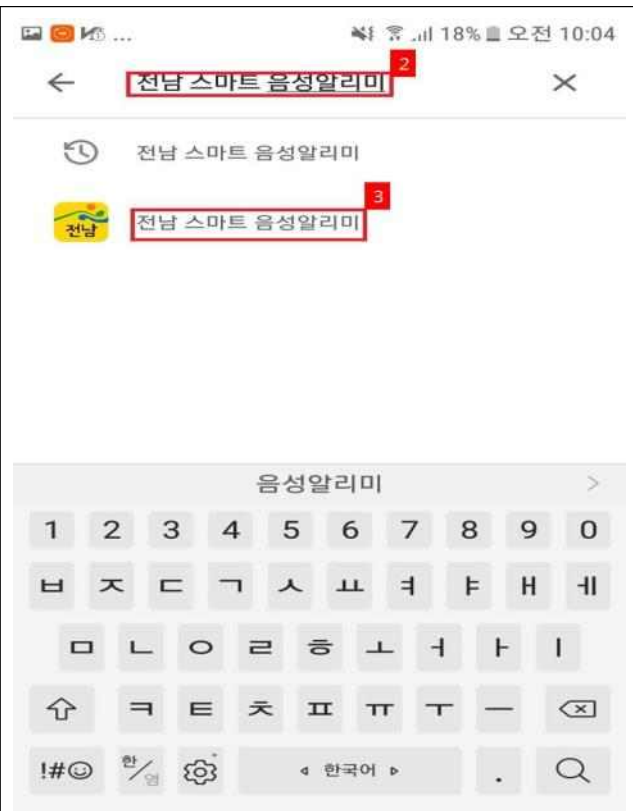 ... 18% 오전 10:04
전남 스마트 음성알리미
2
전남 스마트 음성알리미
3
전남
전남 스마트 음성알리미
음성알리미 >
1 2 3 4 5 6 7 8 9 0
ㅂ ㅈ ㄷ ㄱ ㅅ ㅛ ㅕ ㅑ ㅐ ㅔ
ㅁ ㄴ ㅇ ㄹ ㅎ ㅗ ㅓ ㅏ ㅣ
ㅋ ㅌ ㅊ ㅍ ㅠ ㅜ ㅡ
!#☺ 한/영 한국어 .